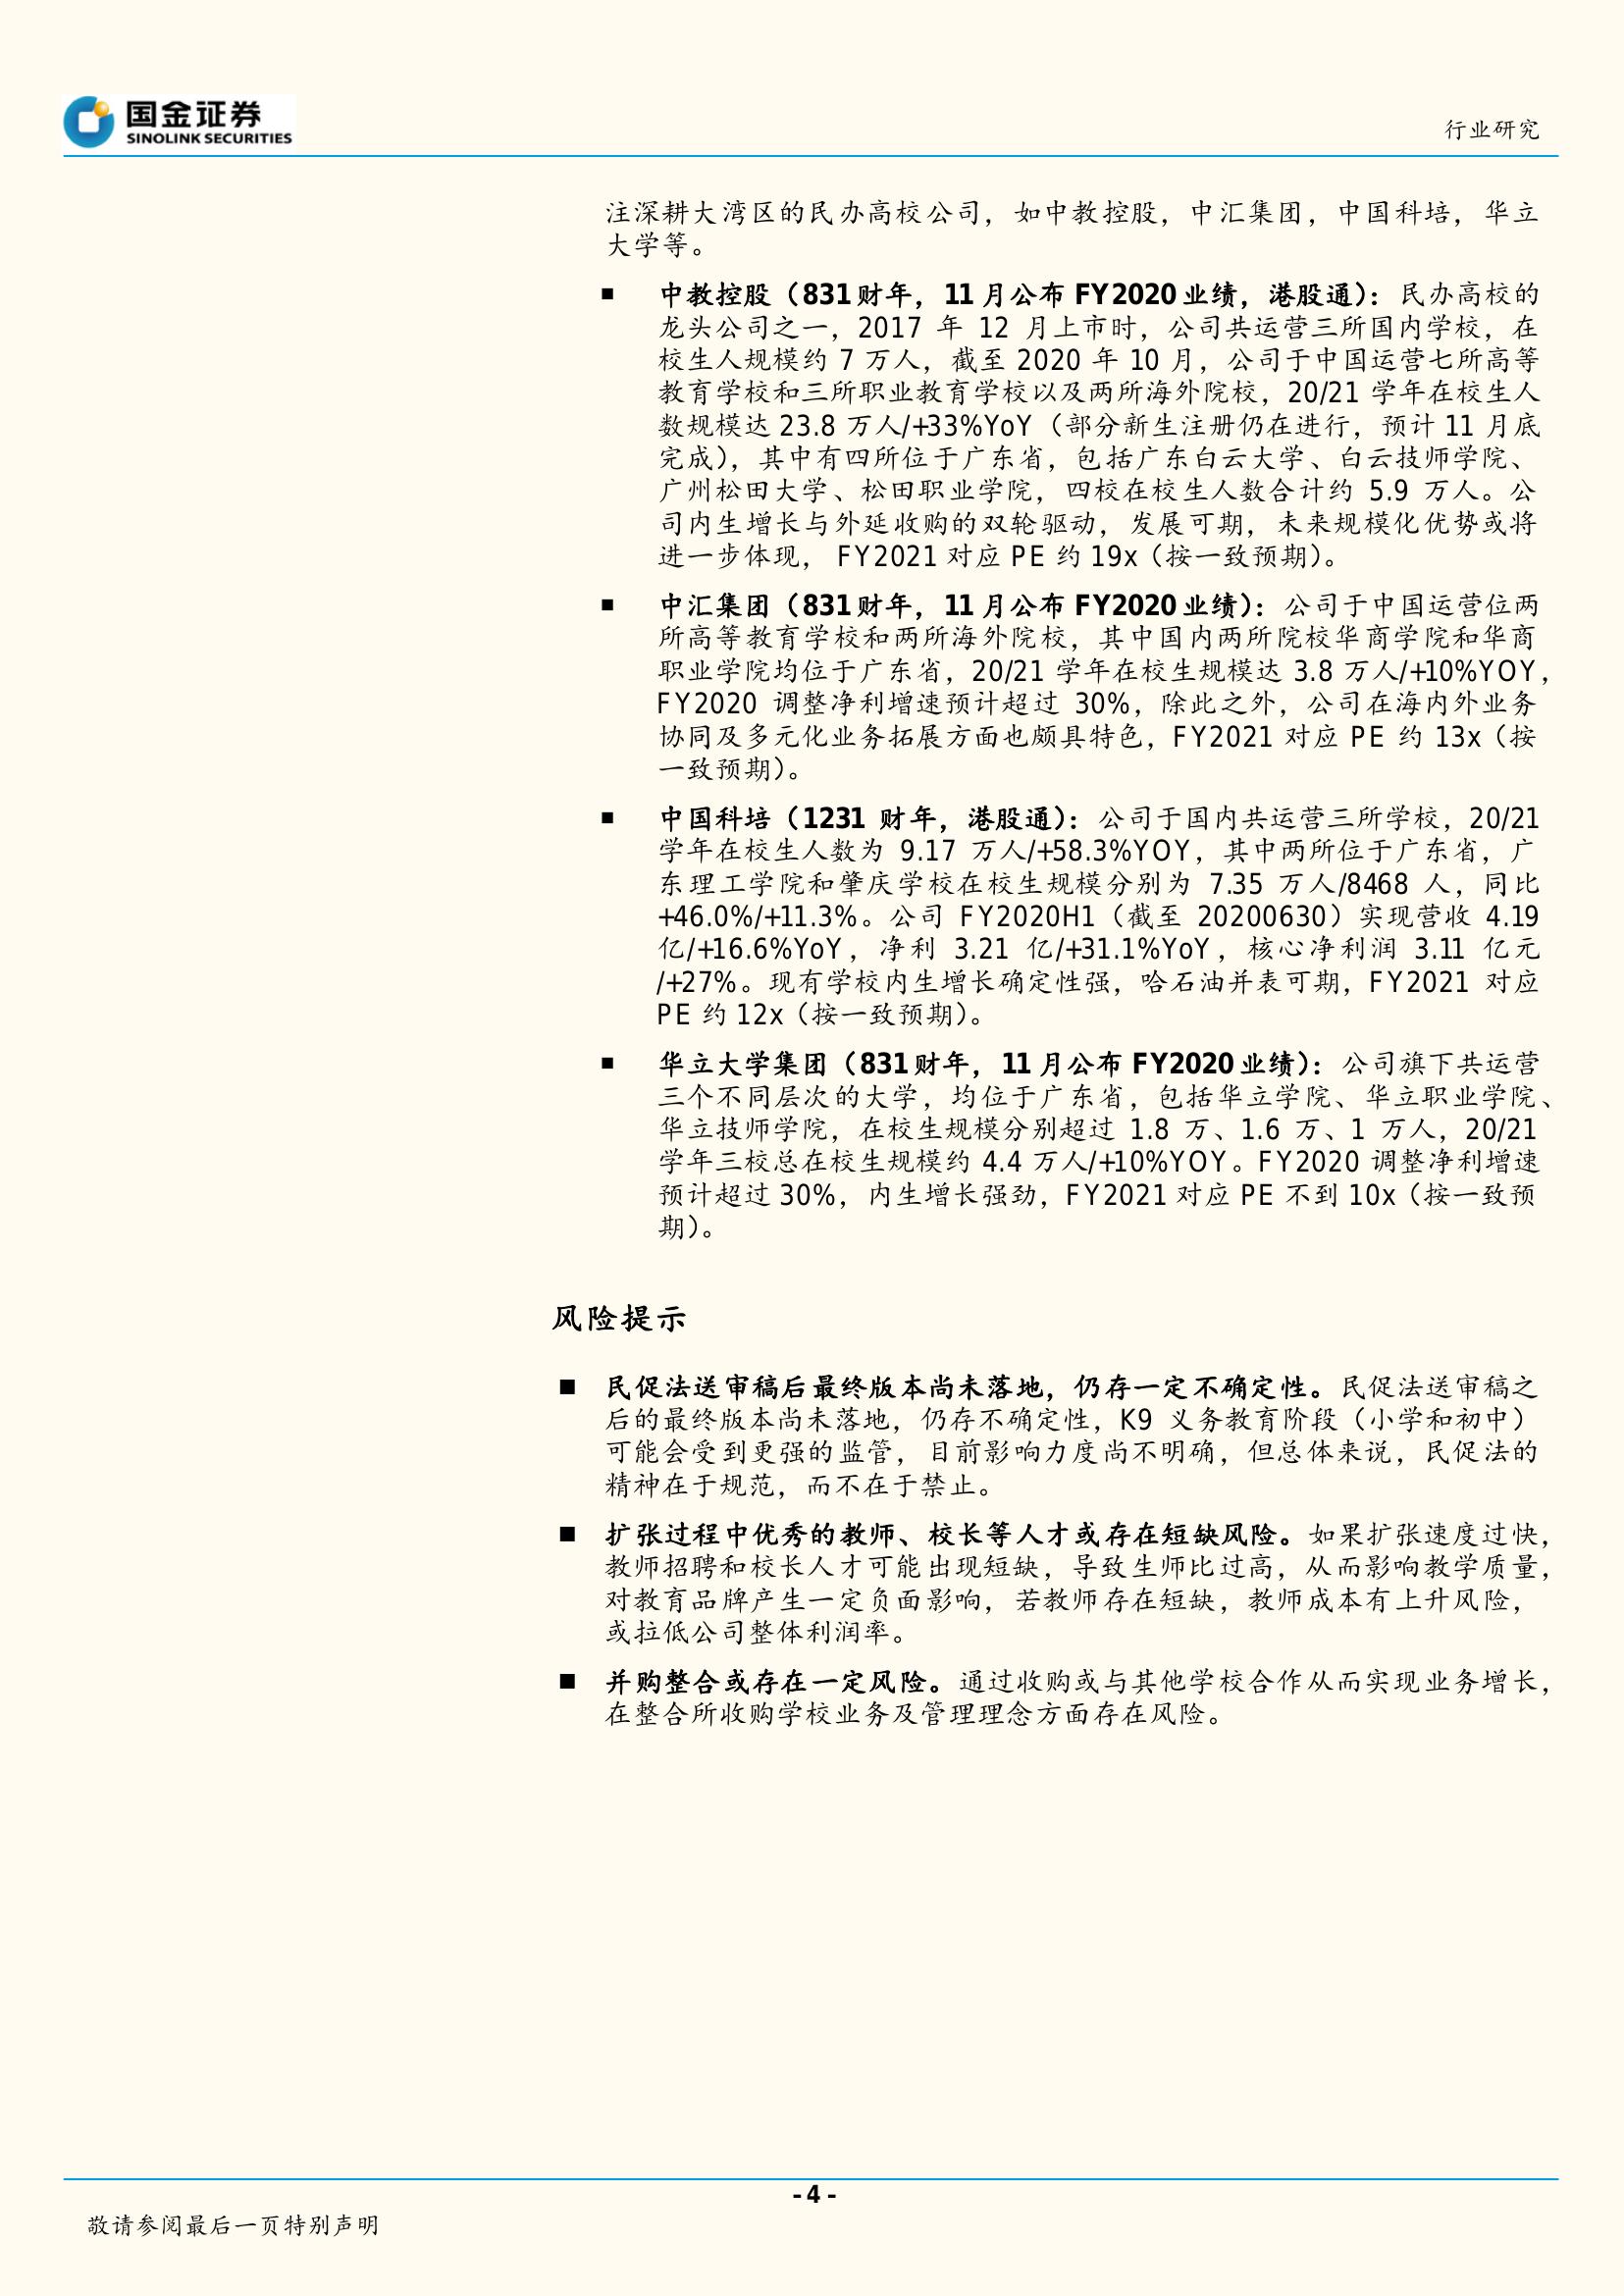 国金证券
SINOLINK SECURITIES
行业研究
注深耕大湾区的民办高校公司，如中教控股，中汇集团，中国科培，华立
大学等。
■ 中教控股（831财年，11月公布 FY2020业绩，港股通）：民办高校的
龙头公司之一，2017 年 12 月上市时，公司共运营三所国内学校，在
校生人规模约 7 万人，截至 2020 年 10 月，公司于中国运营七所高等
教育学校和三所职业教育学校以及两所海外院校，20/21 学年在校生人
数规模达 23.8 万人/+33%YoY（部分新生注册仍在进行，预计 11 月底
完成），其中有四所位于广东省，包括广东白云大学、白云技师学院、
广州松田大学、松田职业学院，四校在校生人数合计约 5.9 万人。公
司内生增长与外延收购的双轮驱动，发展可期，未来规模化优势或将
进一步体现， FY2021 对应 PE 约 19x（按一致预期）。
■ 中汇集团（831财年，11月公布 FY2020业绩）：公司于中国运营位两
所高等教育学校和两所海外院校，其中国内两所院校华商学院和华商
职业学院均位于广东省，20/21 学年在校生规模达 3.8 万人/+10%YOY，
FY2020 调整净利增速预计超过 30%，除此之外，公司在海内外业务
协同及多元化业务拓展方面也颇具特色，FY2021 对应 PE 约 13x（按
一致预期）。
■ 中国科培（1231 财年，港股通）：公司于国内共运营三所学校，20/21
学年在校生人数为 9.17 万人/+58.3%YOY，其中两所位于广东省，广
东理工学院和肇庆学校在校生规模分别为 7.35 万人/8468 人，同比
+46.0%/+11.3%。公司 FY2020H1（截至 20200630）实现营收 4.19
亿/+16.6%YoY，净利 3.21 亿/+31.1%YoY，核心净利润 3.11 亿元
/+27%。现有学校内生增长确定性强，哈石油并表可期，FY2021 对应
PE 约 12x（按一致预期）。
■ 华立大学集团（831财年，11月公布 FY2020业绩）：公司旗下共运营
三个不同层次的大学，均位于广东省，包括华立学院、华立职业学院、
华立技师学院，在校生规模分别超过 1.8 万、1.6 万、1 万人，20/21
学年三校总在校生规模约 4.4 万人/+10%YOY。FY2020 调整净利增速
预计超过 30%，内生增长强劲，FY2021 对应 PE 不到 10x（按一致预
期）。
风险提示
■ 民促法送审稿后最终版本尚未落地，仍存一定不确定性。民促法送审稿之
后的最终版本尚未落地，仍存不确定性，K9 义务教育阶段（小学和初中）
可能会受到更强的监管，目前影响力度尚不明确，但总体来说，民促法的
精神在于规范，而不在于禁止。
■ 扩张过程中优秀的教师、校长等人才或存在短缺风险。如果扩张速度过快，
教师招聘和校长人才可能出现短缺，导致生师比过高，从而影响教学质量，
对教育品牌产生一定负面影响，若教师存在短缺，教师成本有上升风险，
或拉低公司整体利润率。
■ 并购整合或存在一定风险。通过收购或与其他学校合作从而实现业务增长，
在整合所收购学校业务及管理理念方面存在风险。
- 4 -
敬请参阅最后一页特别声明